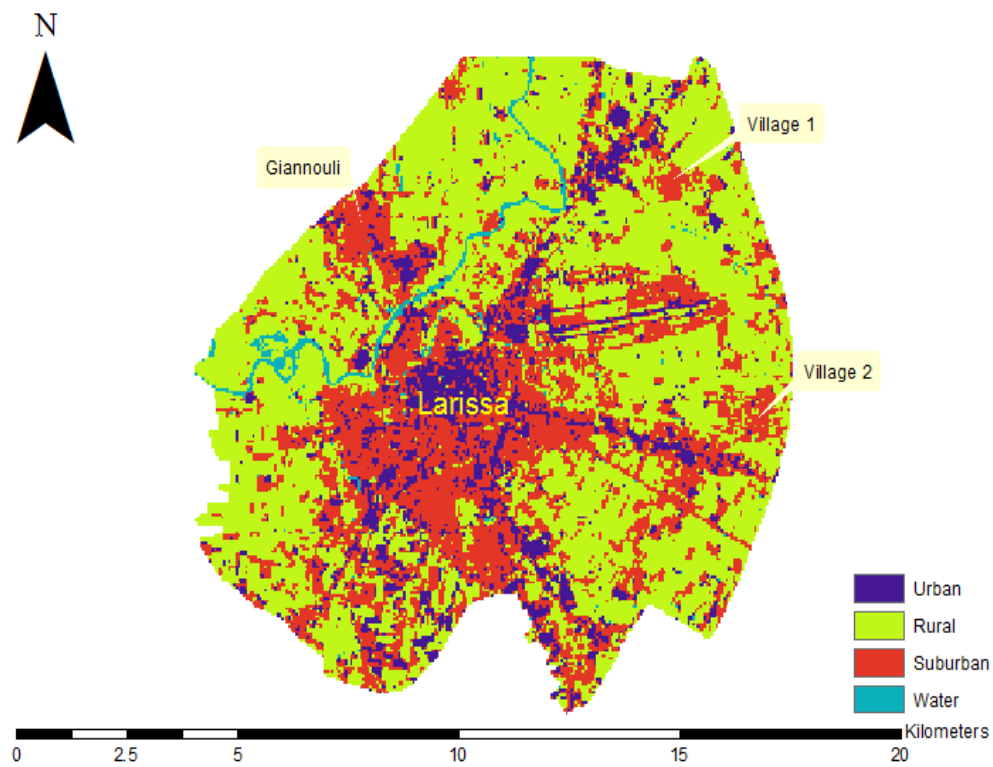 N
Village 1
Giannouli
Village 2
Larissa
Urban
Rural
Suburban
Water
Kilometers
0 2.5 5 10 15 20